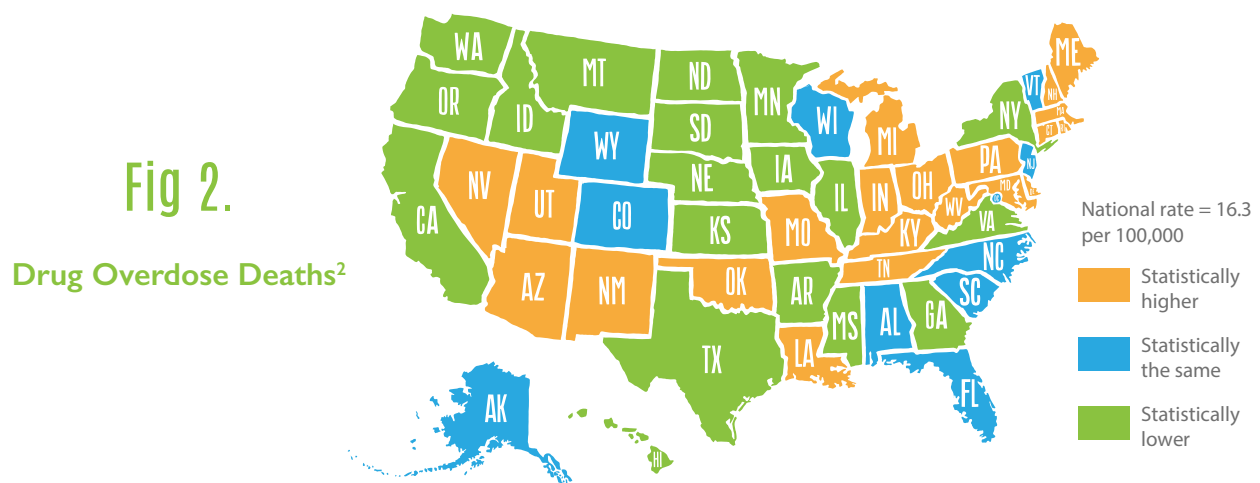 Fig 2.
Drug Overdose Deaths²
WA
OR
CA
ID
NV
MT
WY
UT
CO
AZ
NM
ND
SD
NE
KS
OK
TX
MN
IA
MO
AR
LA
WI
IL
MS
MI
IN
OH
KY
TN
AL
GA
FL
SC
NC
VA
WV
PA
NY
MD
NJ
VT
NH
ME
MA
CT
AK
HI
National rate = 16.3
per 100,000
Statistically
higher
Statistically
the same
Statistically
lower